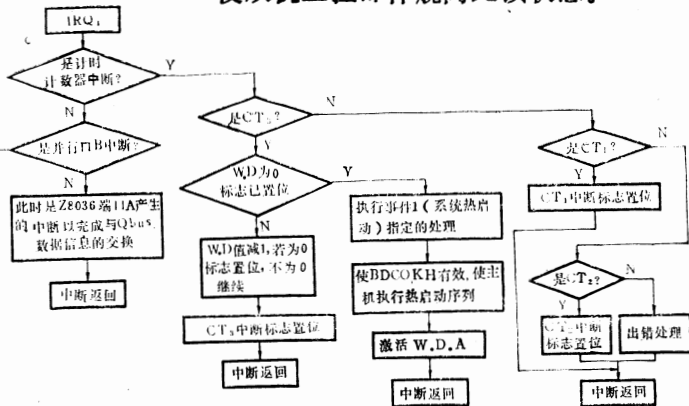 IRQ₁
是计时
计数器中断?
Y
N
是并行口B中断?
N
此时是Z8036端口A产生
的中断以完成与Qbus
数据信息的交换
中断返回
是CT₃?
N
Y
W.D为0
标志已置位
Y
N
W.D值减1,若为0
标志置位,不为0
继续
CT₃中断标志置位
中断返回
执行事件1(系统热启
动)指定的处理
使BDCOKH有效,使主
机执行热启动序列
激活 W.D.A
中断返回
是CT₁?
N
Y
CT₁中断标志置位
是CT₂?
N
Y
CT₂中断
标志置位
出错处理
中断返回